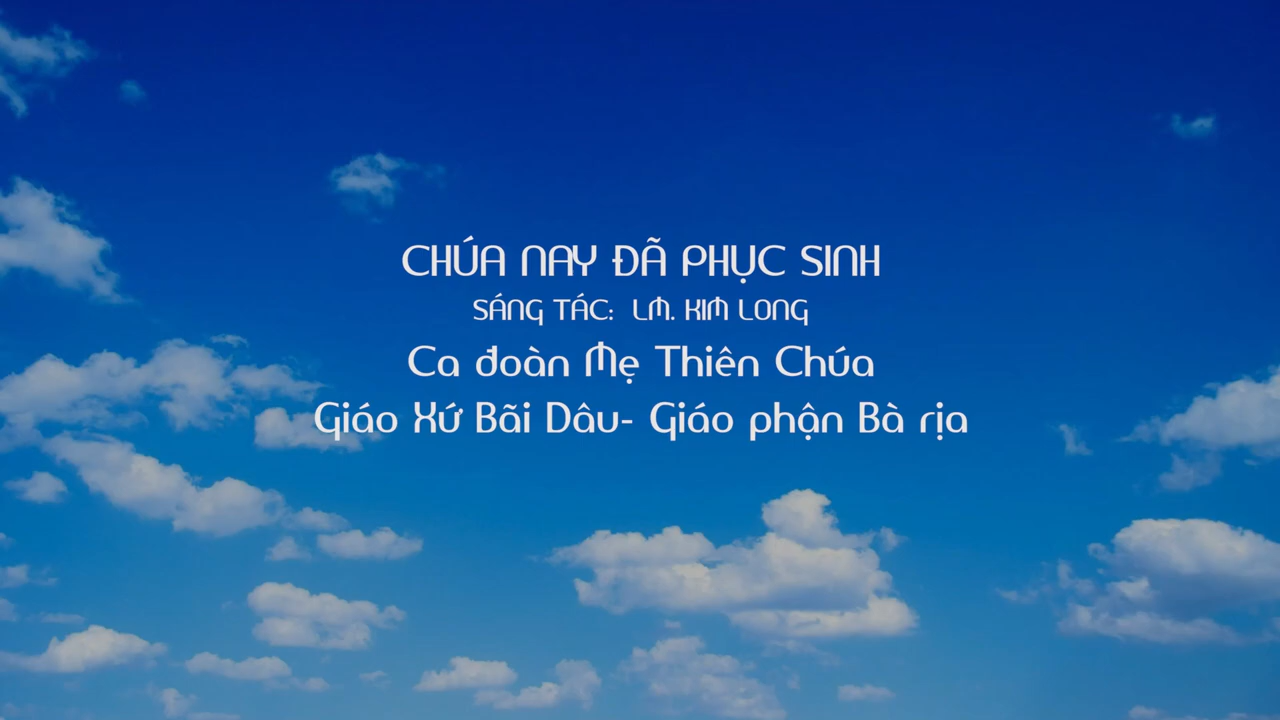 CHÚA NAY ĐÃ PHỤC SINH
SÁNG TÁC: LM. KIM LONG
Ca đoàn Mẹ Thiên Chúa
Giáo Xứ Bãi Dâu- Giáo phận Bà rịa